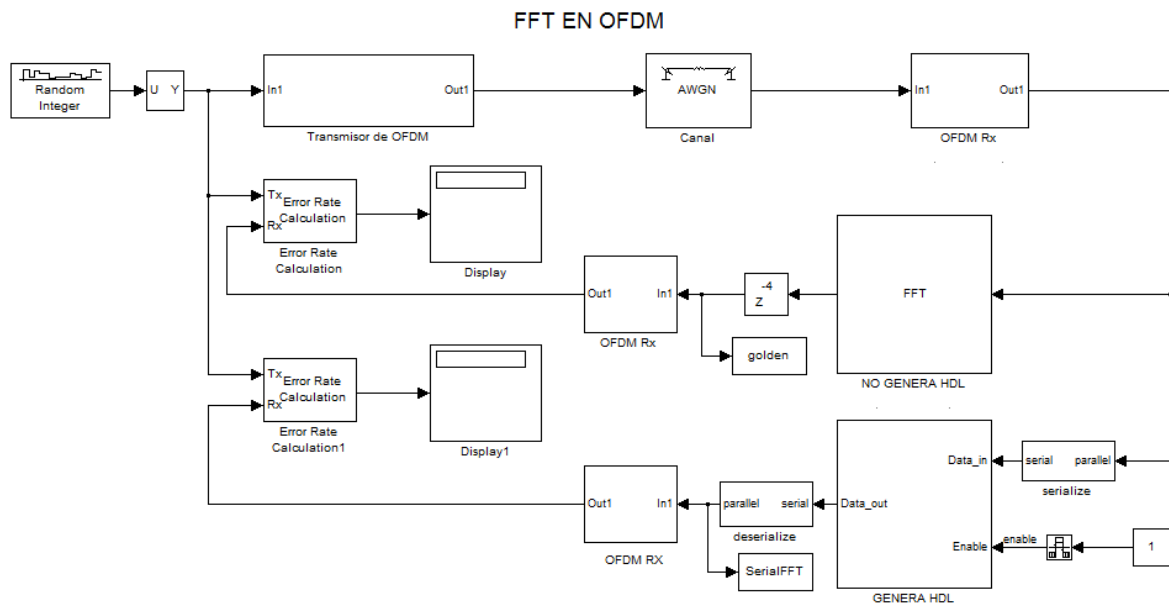 FFT EN OFDM
Random
Integer
U Y
In1 Out1
Transmisor de OFDM
AWGN
Canal
In1 Out1
OFDM Rx
Tx
Rx
Error Rate
Calculation
Error Rate
Calculation
Display
Out1 In1
OFDM Rx
-4
Z
golden
FFT
NO GENERA HDL
Tx
Rx
Error Rate
Calculation
Error Rate
Calculation1
Display1
Out1 In1
OFDM RX
parallel serial
deserialize
SerialFFT
Data_in
Data_out
Enable
GENERA HDL
serial parallel
serialize
enable
1